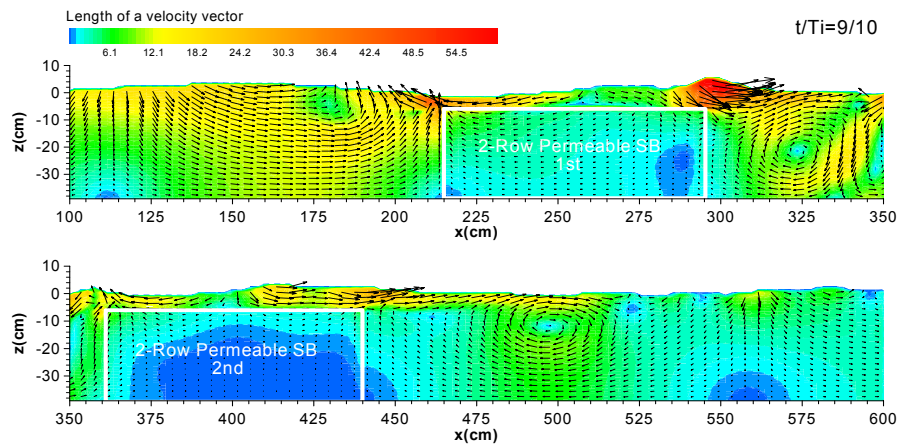 Length of a velocity vector
t/Ti=9/10
6.1 12.1 18.2 24.2 30.3 36.4 42.4 48.5 54.5
z(cm)
10
0
-10
-20
-30
2-Row Permeable SB
1st
100 125 150 175 200 225 250 275 300 325 350
x(cm)
z(cm)
10
0
-10
-20
-30
2-Row Permeable SB
2nd
350 375 400 425 450 475 500 525 550 575 600
x(cm)